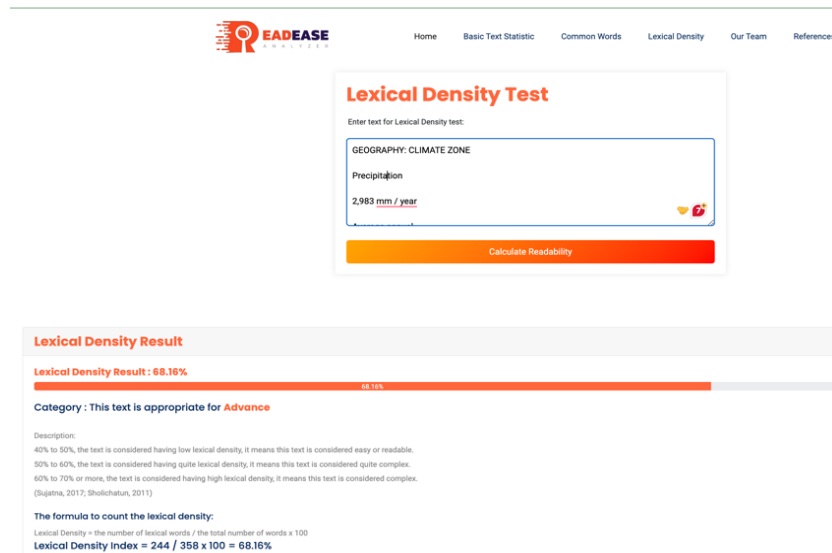 READEASE
ANALYZER
Home Basic Text Statistic Common Words Lexical Density Our Team References
Lexical Density Test
Enter text for Lexical Density test:
GEOGRAPHY: CLIMATE ZONE
Precipitation
2,983 mm / year
7
Calculate Readability
Lexical Density Result
Lexical Density Result : 68.16%
68.16%
Category : This text is appropriate for Advance
Description:
40% to 50%, the text is considered having low lexical density, it means this text is considered easy or readable.
50% to 60%, the text is considered having quite lexical density, it means this text is considered quite complex.
60% to 70% or more, the text is considered having high lexical density, it means this text is considered complex.
(Sujatna, 2017; Sholichatun, 2011)
The formula to count the lexical density:
Lexical Density = the number of lexical words / the total number of words x 100
Lexical Density Index = 244 / 358 x 100 = 68.16%